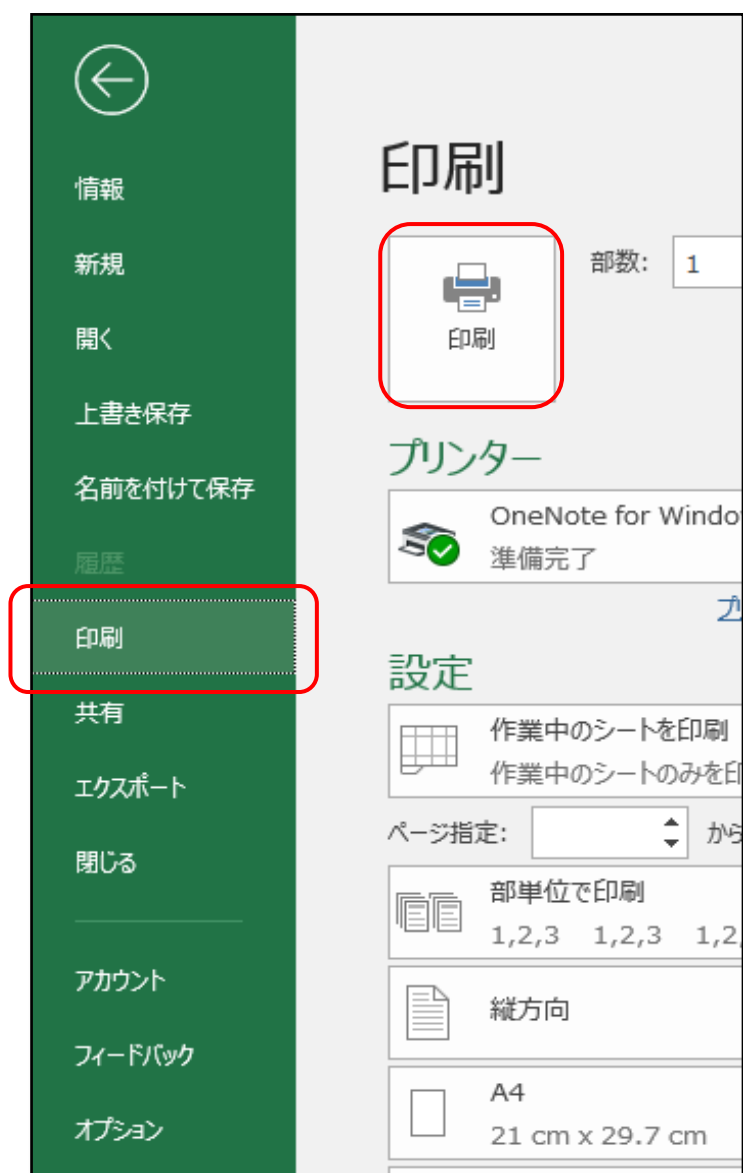 情報
新規
開く
上書き保存
名前を付けて保存
履歴
印刷
共有
エクスポート
閉じる
アカウント
フィードバック
オプション
印刷
印刷
部数: 1
プリンター
OneNote for Windo
準備完了
プ
設定
作業中のシートを印刷
作業中のシートのみを印
ページ指定: から
部単位で印刷
1,2,3 1,2,3 1,2,
縦方向
A4
21 cm x 29.7 cm